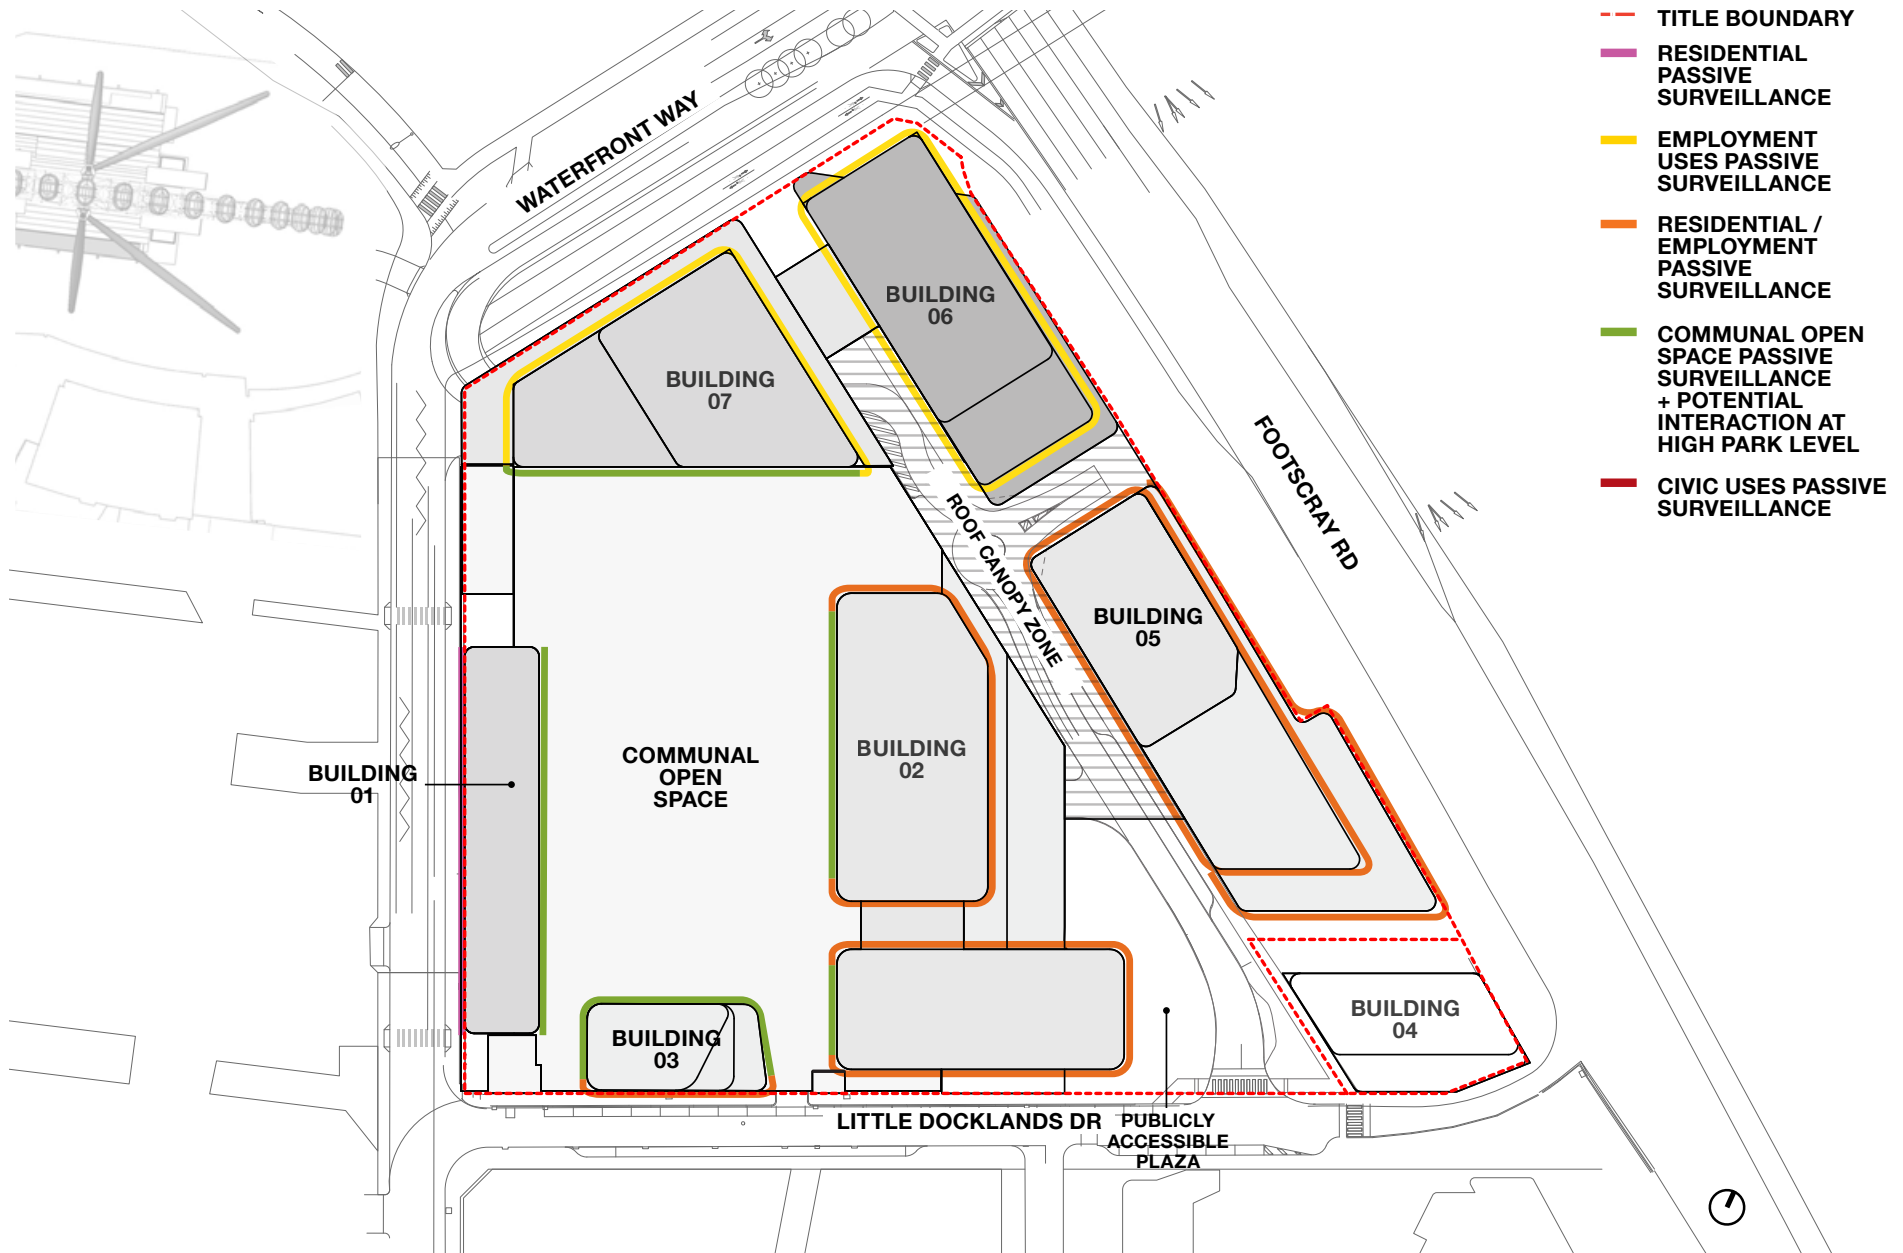 TITLE BOUNDARY
RESIDENTIAL
PASSIVE
SURVEILLANCE
EMPLOYMENT
USES PASSIVE
SURVEILLANCE
RESIDENTIAL /
EMPLOYMENT
PASSIVE
SURVEILLANCE
COMMUNAL OPEN
SPACE PASSIVE
SURVEILLANCE
+ POTENTIAL
INTERACTION AT
HIGH PARK LEVEL
CIVIC USES PASSIVE
SURVEILLANCE
WATERFRONT WAY
BUILDING
06
BUILDING
07
FOOTSCRAY RD
ROOF CANOPY ZONE
BUILDING
05
BUILDING
02
COMMUNAL
OPEN
SPACE
BUILDING
01
BUILDING
03
BUILDING
04
LITTLE DOCKLANDS DR
PUBLICLY
ACCESSIBLE
PLAZA